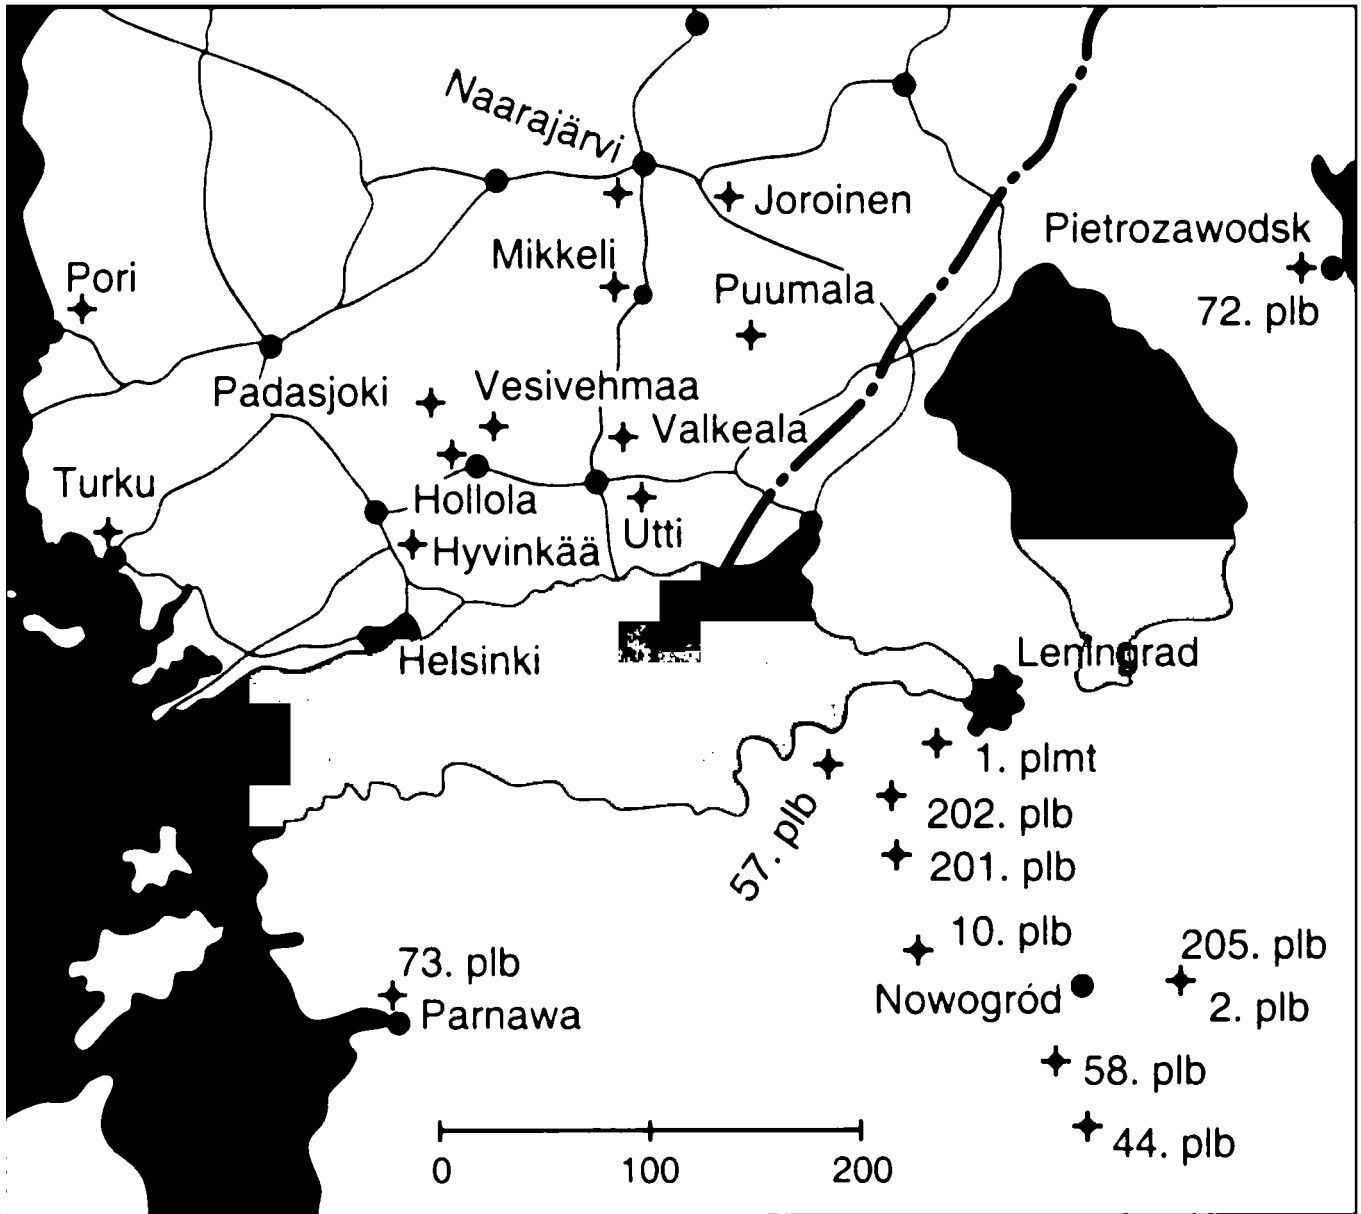 Naarajärvi
Joroinen
Pietrozawodsk
Mikkeli
Pori
Puumala
72. plb
Padasjoki
Vesivehmaa
Valkeala
Turku
Hollola
Utti
Hyvinkää
Helsinki
Leningrad
1. plmt
57. plb
202. plb
201. plb
10. plb
205. plb
73. plb
Nowogród
2. plb
Parnawa
58. plb
44. plb
0 100 200